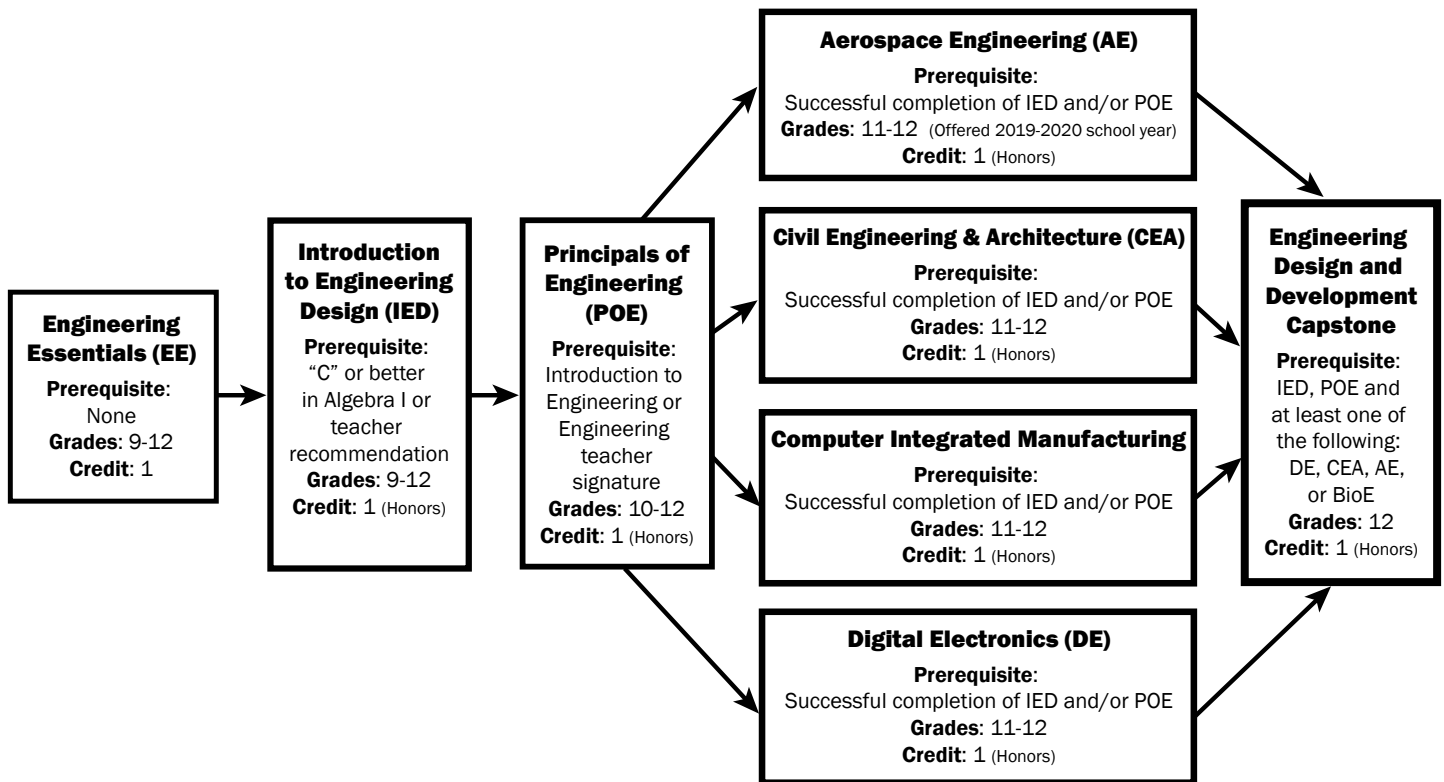 Engineering
Essentials (EE)
Prerequisite:
None
Grades: 9-12
Credit: 1
Introduction
to Engineering
Design (IED)
Prerequisite:
“C” or better
in Algebra I or
teacher
recommendation
Grades: 9-12
Credit: 1 (Honors)
Principals of
Engineering
(POE)
Prerequisite:
Introduction to
Engineering or
Engineering
teacher
signature
Grades: 10-12
Credit: 1 (Honors)
Aerospace Engineering (AE)
Prerequisite:
Successful completion of IED and/or POE
Grades: 11-12 (Offered 2019-2020 school year)
Credit: 1 (Honors)
Civil Engineering & Architecture (CEA)
Prerequisite:
Successful completion of IED and/or POE
Grades: 11-12
Credit: 1 (Honors)
Computer Integrated Manufacturing
Prerequisite:
Successful completion of IED and/or POE
Grades: 11-12
Credit: 1 (Honors)
Digital Electronics (DE)
Prerequisite:
Successful completion of IED and/or POE
Grades: 11-12
Credit: 1 (Honors)
Engineering
Design and
Development
Capstone
Prerequisite:
IED, POE and
at least one of
the following:
DE, CEA, AE,
or BioE
Grades: 12
Credit: 1 (Honors)